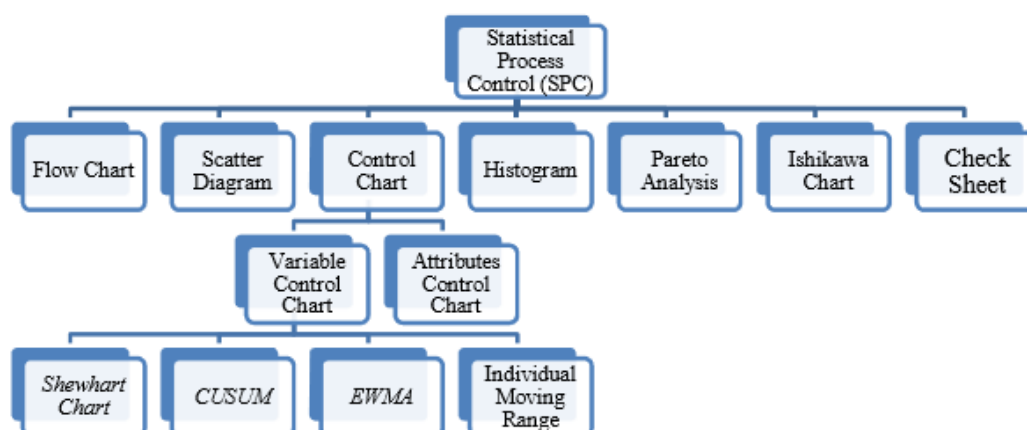 Statistical
Process
Control (SPC)
Flow Chart
Scatter
Diagram
Control
Chart
Histogram
Pareto
Analysis
Ishikawa
Chart
Check
Sheet
Variable
Control
Chart
Attributes
Control
Chart
Shewhart
Chart
CUSUM
EWMA
Individual
Moving
Range